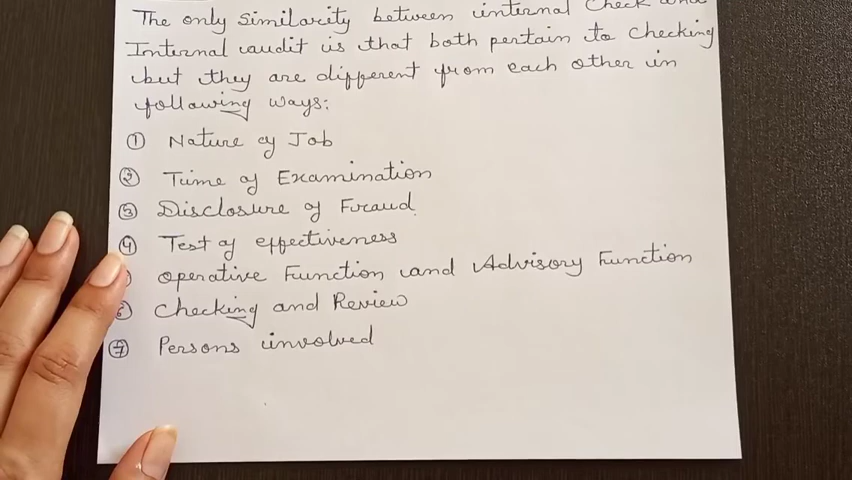 The only similarity between internal Check and
Internal audit is that both pertain to checking
but they are different from each other in
following ways:
① Nature of Job
② Time of Examination
③ Disclosure of Fraud.
④ Test of effectiveness
operative Function and Advisory Function
⑥ checking and Review
⑦ Persons involved